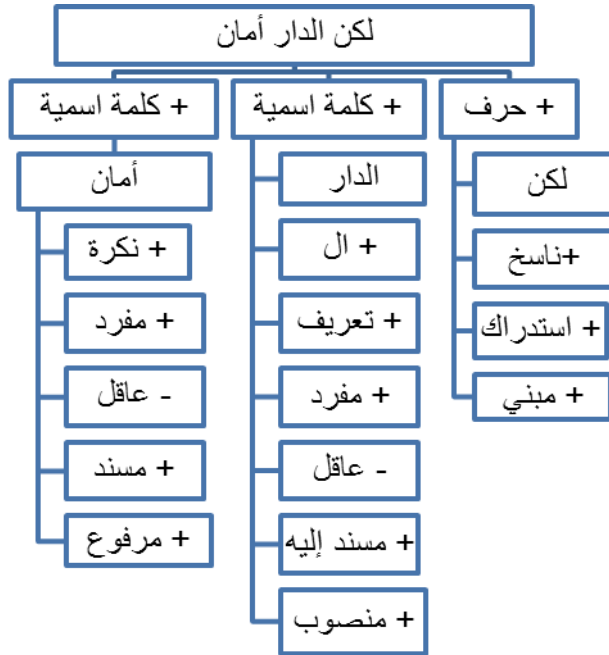 لكن الدار أمان
+ حرف
لكن
+ناسخ
+ استدراك
+ مبني
+ كلمة اسمية
الدار
+ ال
+ تعريف
+ مفرد
- عاقل
+ مسند إليه
+ منصوب
+ كلمة اسمية
أمان
+ نكرة
+ مفرد
- عاقل
+ مسند
+ مرفوع